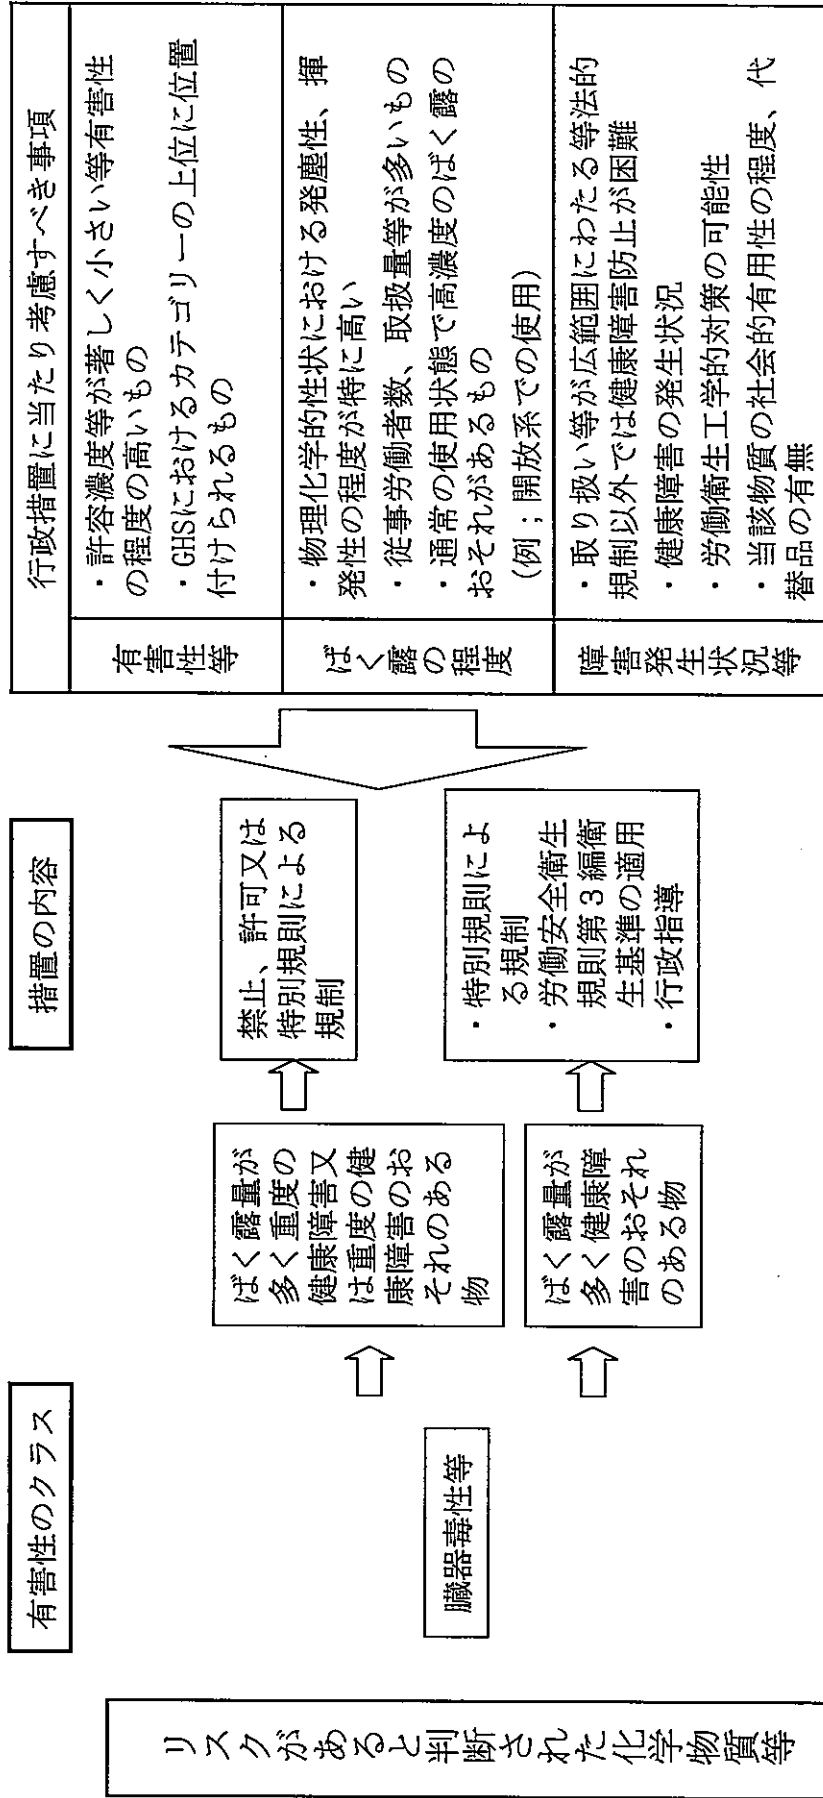 有害性のクラス
措置の内容
リスクがあると判断された化学物質等
臓器毒性等
ばく露量が
多く重度の
健康障害又
は重度の健
康障害のお
それのある
物
ばく露量が
多く健康障
害のおそれ
のある物
禁止、許可又は
特別規則による
規制
・特別規則によ
る規制
・労働安全衛生
規則第3編衛
生基準の適用
・行政指導
行政措置に当たり考慮すべき事項
有害性等
・許容濃度等が著しく小さい等有害性
の程度の高いもの
・GHSにおけるカテゴリーの上位に位置
付けられるもの
ばく露の程度
・物理化学的性状における発塵性、揮
発性の程度が特に高い
・従事労働者数、取扱量等が多いもの
・通常の使用状態で高濃度のばく露の
おそれがあるもの
(例;開放系での使用)
障害発生状況等
・取り扱い等が広範囲にわたる等法的
規制以外では健康障害防止が困難
・健康障害の発生状況
・労働衛生工学的対策の可能性
・当該物質の社会的有用性の程度、代
替品の有無